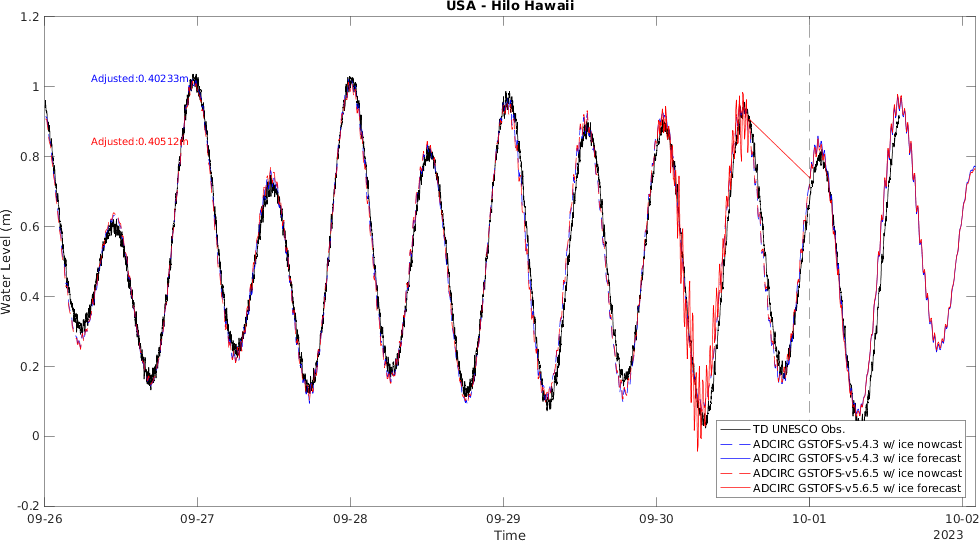 USA - Hilo Hawaii
1.2
1
0.8
0.6
0.4
0.2
0
-0.2
Water Level (m)
Adjusted:0.40233m
Adjusted:0.40512m
TD UNESCO Obs.
ADCIRC GSTOFS-v5.4.3 w/ ice nowcast
ADCIRC GSTOFS-v5.4.3 w/ ice forecast
ADCIRC GSTOFS-v5.6.5 w/ ice nowcast
ADCIRC GSTOFS-v5.6.5 w/ ice forecast
09-26 09-27 09-28 09-29 09-30 10-01 10-02
Time
2023